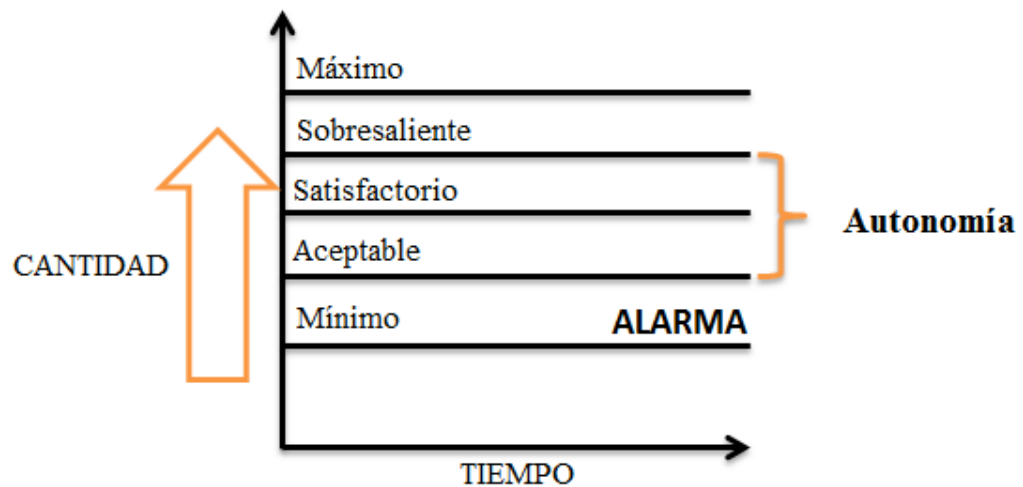 Máximo
Sobresaliente
Satisfactorio
Autonomía
Aceptable
CANTIDAD
Mínimo
ALARMA
TIEMPO